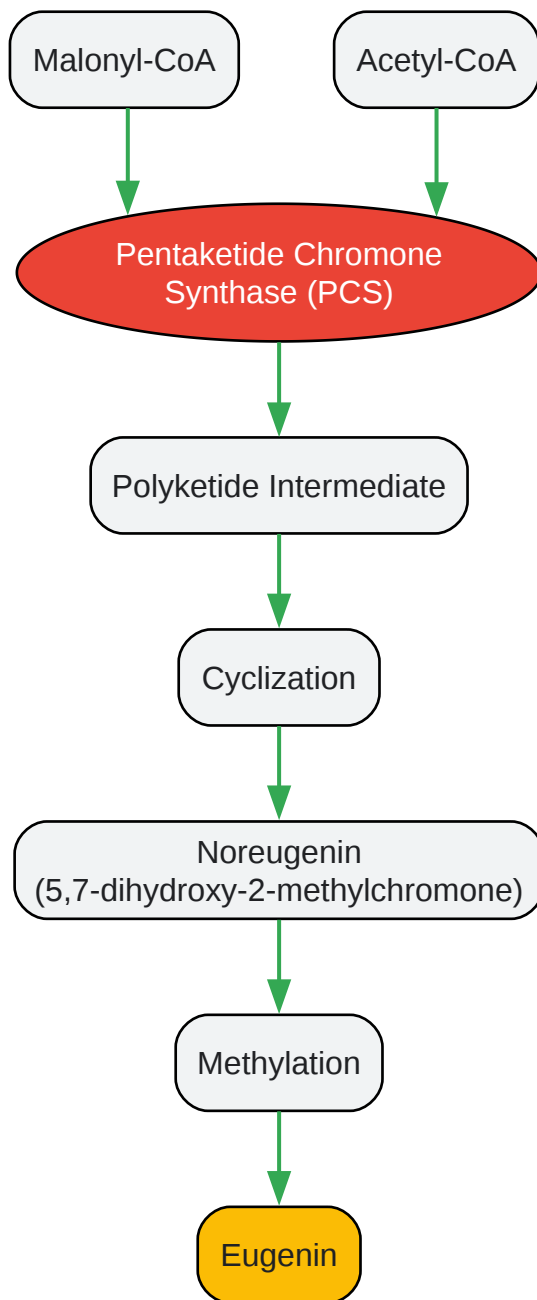 Malonyl-CoA
Acetyl-CoA
Pentaketide Chromone
Synthase (PCS)
Polyketide Intermediate
Cyclization
Noreugenin
(5,7-dihydroxy-2-methylchromone)
Methylation
Eugenin